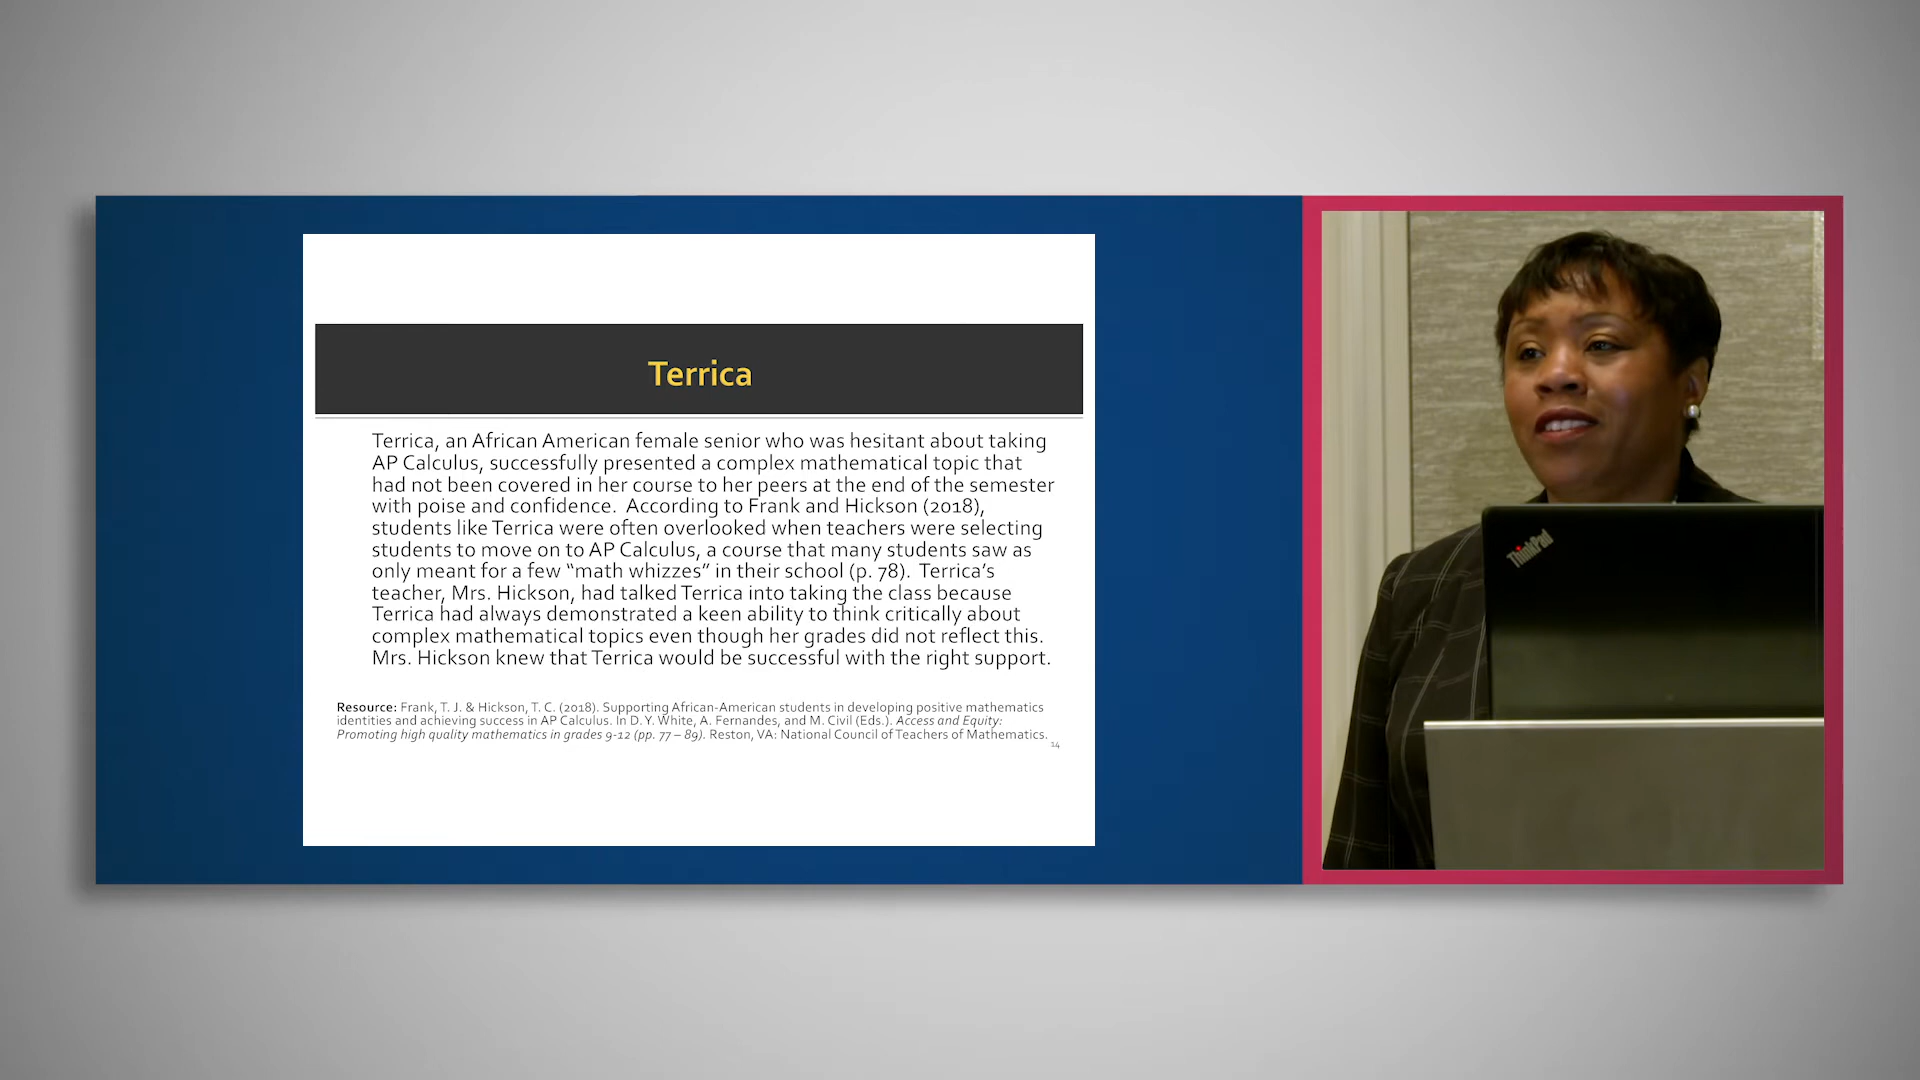 Terrica
Terrica, an African American female senior who was hesitant about taking
AP Calculus, successfully presented a complex mathematical topic that
had not been covered in her course to her peers at the end of the semester
with poise and confidence.  According to Frank and Hickson (2018),
students like Terrica were often overlooked when teachers were selecting
students to move on to AP Calculus, a course that many students saw as
only meant for a few “math whizzes” in their school (p. 78).  Terrica’s
teacher, Mrs. Hickson, had talked Terrica into taking the class because
Terrica had always demonstrated a keen ability to think critically about
complex mathematical topics even though her grades did not reflect this.
Mrs. Hickson knew that Terrica would be successful with the right support.
Resource: Frank, T. J. & Hickson, T. C. (2018). Supporting African-American students in developing positive mathematics
identities and achieving success in AP Calculus. In D. Y. White, A. Fernandes, and M. Civil (Eds.). Access and Equity:
Promoting high quality mathematics in grades 9-12 (pp. 77 – 89). Reston, VA: National Council of Teachers of Mathematics.
14
ThinkPad